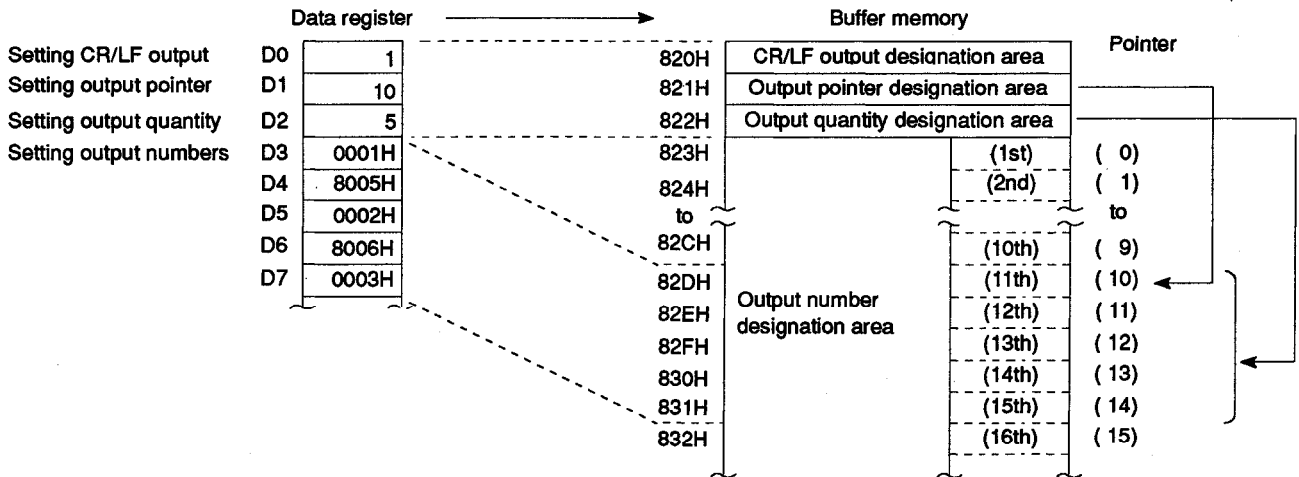 Data register Buffer memory
Pointer
Setting CR/LF output D0 1 820H CR/LF output designation area
Setting output pointer D1 10 821H Output pointer designation area
Setting output quantity D2 5 822H Output quantity designation area
Setting output numbers D3 0001H 823H (1st) ( 0)
D4 8005H 824H (2nd) ( 1)
D5 0002H to to
D6 8006H 82CH (10th) ( 9)
D7 0003H 82DH (11th) ( 10)
Output number
82EH (12th) ( 11)
designation area
82FH (13th) ( 12)
830H (14th) ( 13)
831H (15th) ( 14)
832H (16th) ( 15)